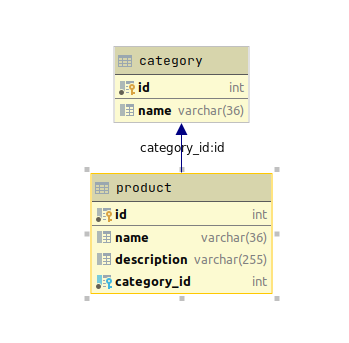 category
id int
name varchar(36)
category_id:id
product
id int
name varchar(36)
description varchar(255)
category_id int